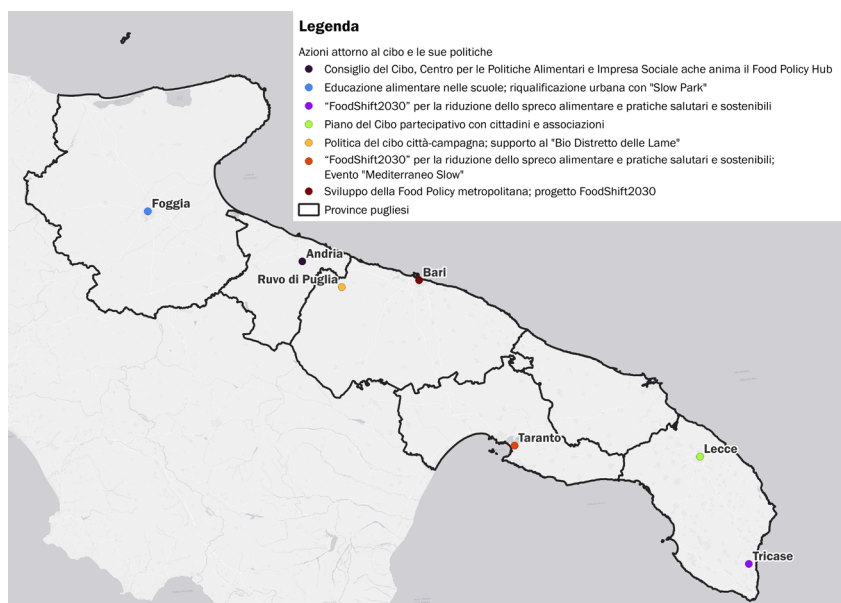 Legenda
Azioni attorno al cibo e le sue politiche
Consiglio del Cibo, Centro per le Politiche Alimentari e Impresa Sociale ache anima il Food Policy Hub
Educazione alimentare nelle scuole; riqualificazione urbana con "Slow Park"
“FoodShift2030” per la riduzione dello spreco alimentare e pratiche salutari e sostenibili
Piano del Cibo partecipativo con cittadini e associazioni
Politica del cibo città-campagna; supporto al "Bio Distretto delle Lame"
“FoodShift2030” per la riduzione dello spreco alimentare e pratiche salutari e sostenibili;
Evento "Mediterraneo Slow"
Sviluppo della Food Policy metropolitana; progetto FoodShift2030
Province pugliesi
Foggia
Andria
Ruvo di Puglia
Bari
Taranto
Lecce
Tricase